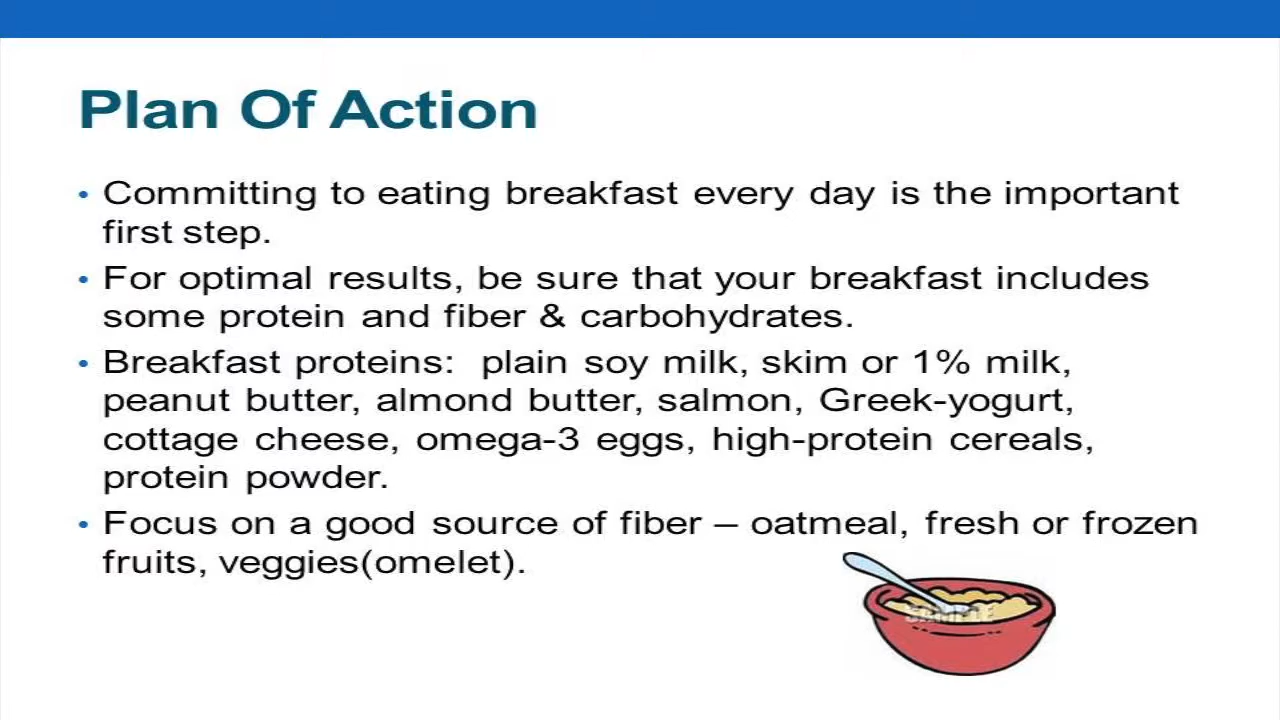 Plan Of Action
• Committing to eating breakfast every day is the important
first step.
• For optimal results, be sure that your breakfast includes
some protein and fiber & carbohydrates.
• Breakfast proteins:  plain soy milk, skim or 1% milk,
peanut butter, almond butter, salmon, Greek-yogurt,
cottage cheese, omega-3 eggs, high-protein cereals,
protein powder.
• Focus on a good source of fiber – oatmeal, fresh or frozen
fruits, veggies(omelet).
SAMPLE